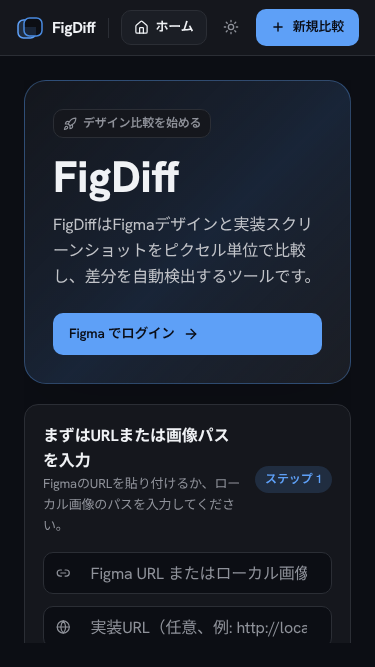 FigDiff
ホーム
新規比較
デザイン比較を始める
FigDiff
FigDiffはFigmaデザインと実装スクリ
ーンショットをピクセル単位で比較
し、差分を自動検出するツールです。
Figma でログイン
まずはURLまたは画像パス
を入力
FigmaのURLを貼り付けるか、ロー
カル画像のパスを入力してくださ
い。
ステップ 1
Figma URL またはローカル画像
実装URL（任意、例: http://loca